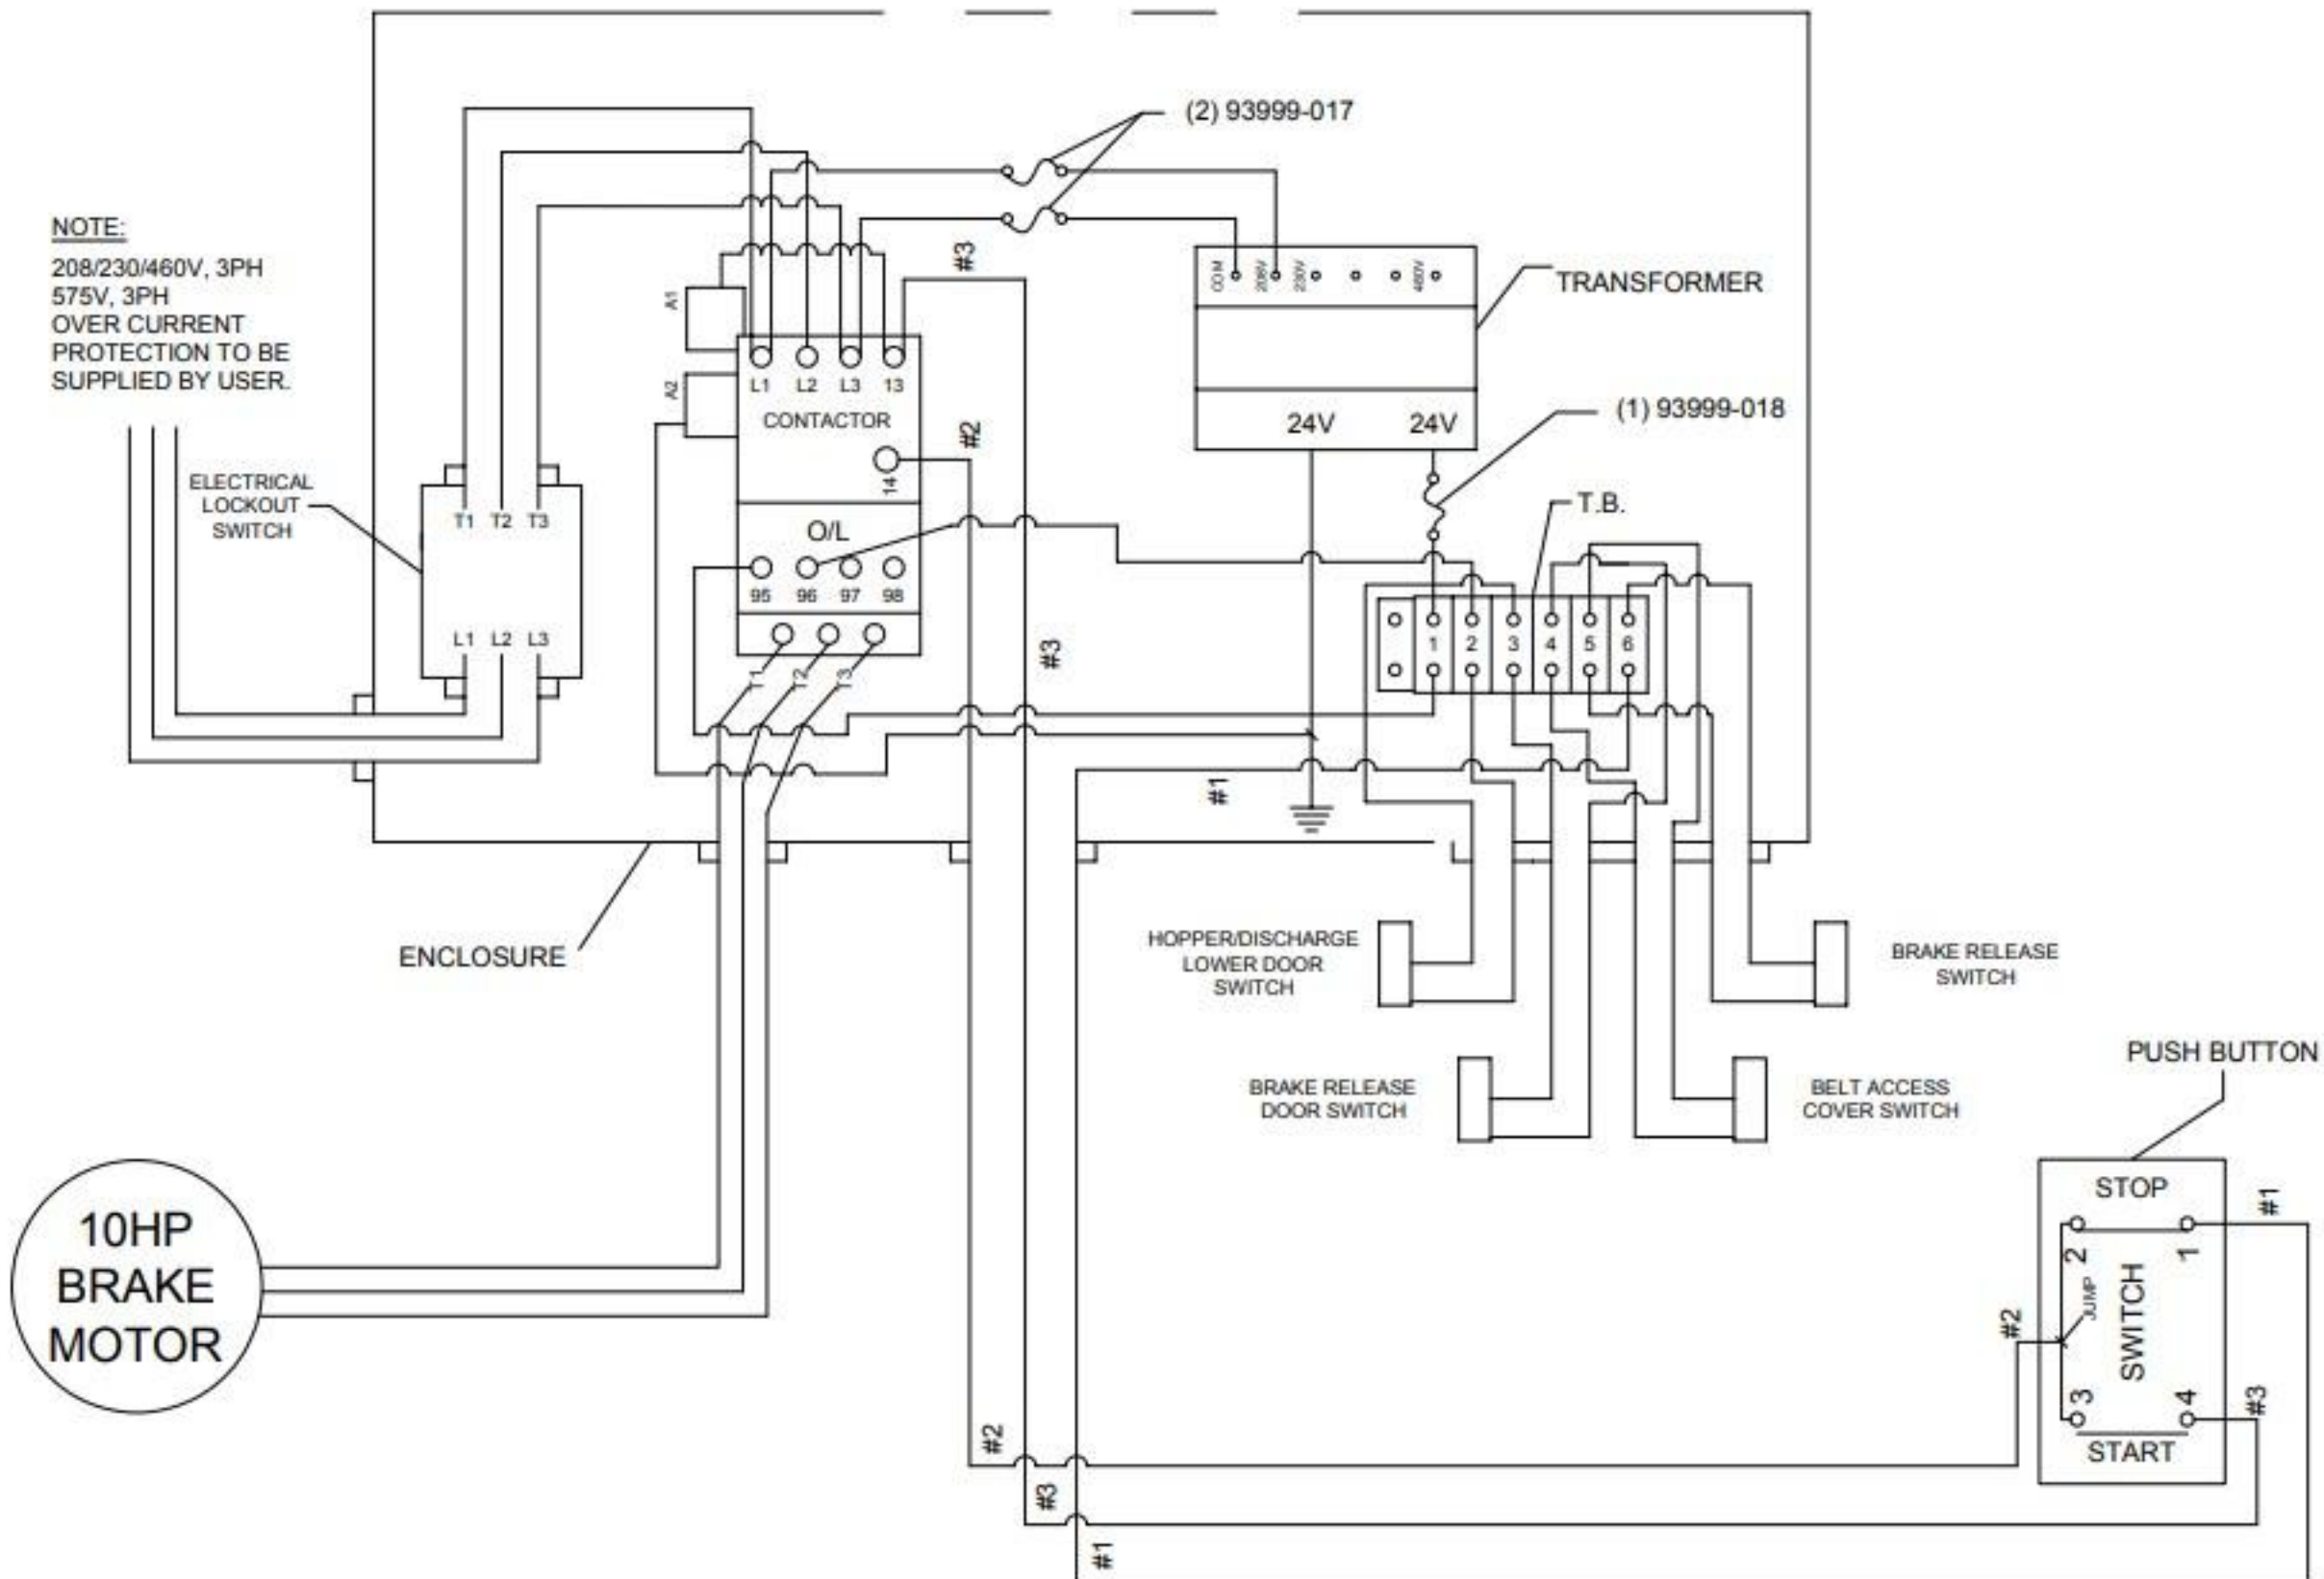 (2) 93999-017
NOTE:
208/230/460V, 3PH
575V, 3PH
OVER CURRENT
PROTECTION TO BE
SUPPLIED BY USER.
#3
A1
COM
208V
230V
460V
TRANSFORMER
A2
L1 L2 L3 13
CONTACTOR
#2
24V 24V
(1) 93999-018
14
ELECTRICAL
LOCKOUT
SWITCH
T1 T2 T3
T.B.
O/L
95 96 97 98
L1 L2 L3
1 2 3 4 5 6
#3
T1 T2 T3
#1
ENCLOSURE
HOPPER/DISCHARGE
LOWER DOOR
SWITCH
BRAKE RELEASE
SWITCH
BRAKE RELEASE
DOOR SWITCH
BELT ACCESS
COVER SWITCH
PUSH BUTTON
10HP
BRAKE
MOTOR
STOP
#1
2 1
JUMP
SWITCH
#2
3 4
#3
START
#2
#3
#1